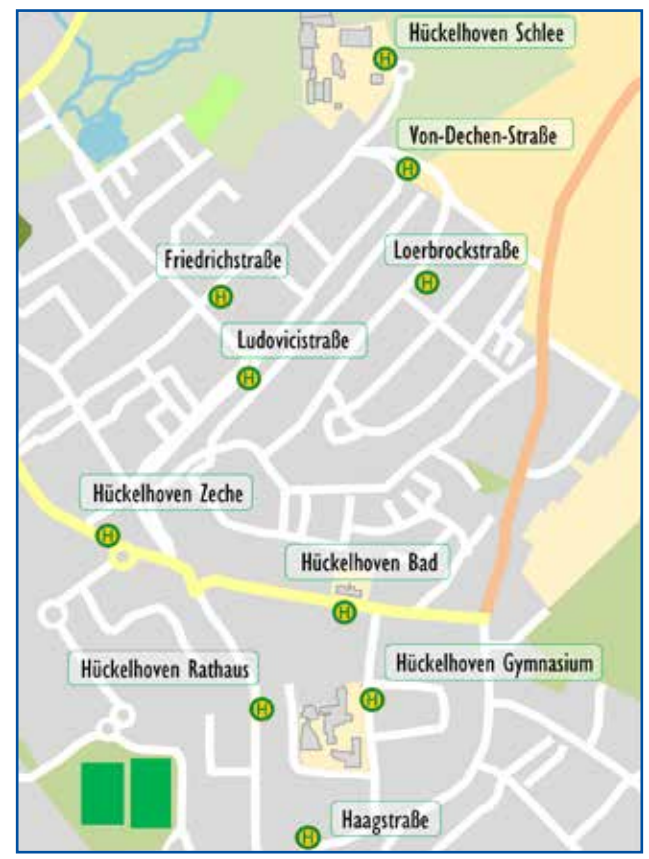 Hückelhoven Schlee
H
Von-Dechen-Straße
H
Loerbrockstraße
H
Friedrichstraße
H
Ludovicistraße
H
Hückelhoven Zeche
H
Hückelhoven Bad
H
Hückelhoven Rathaus
H
Hückelhoven Gymnasium
H
Haagstraße
H